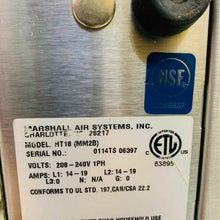 MARSHALL AIR SYSTEMS, INC.
CHARLOTTE, NC 28217
MODEL: HT18 (MM2B)
SERIAL NO.: 0114TS 06397
VOLTS: 208-240V 1PH
AMPS: L1: 14-19 L2: 14-19
L3:0 N: N/A G: 0
CONFORMS TO UL STD. 197,CAN/CSA 22.2
NSF
ETL
83895